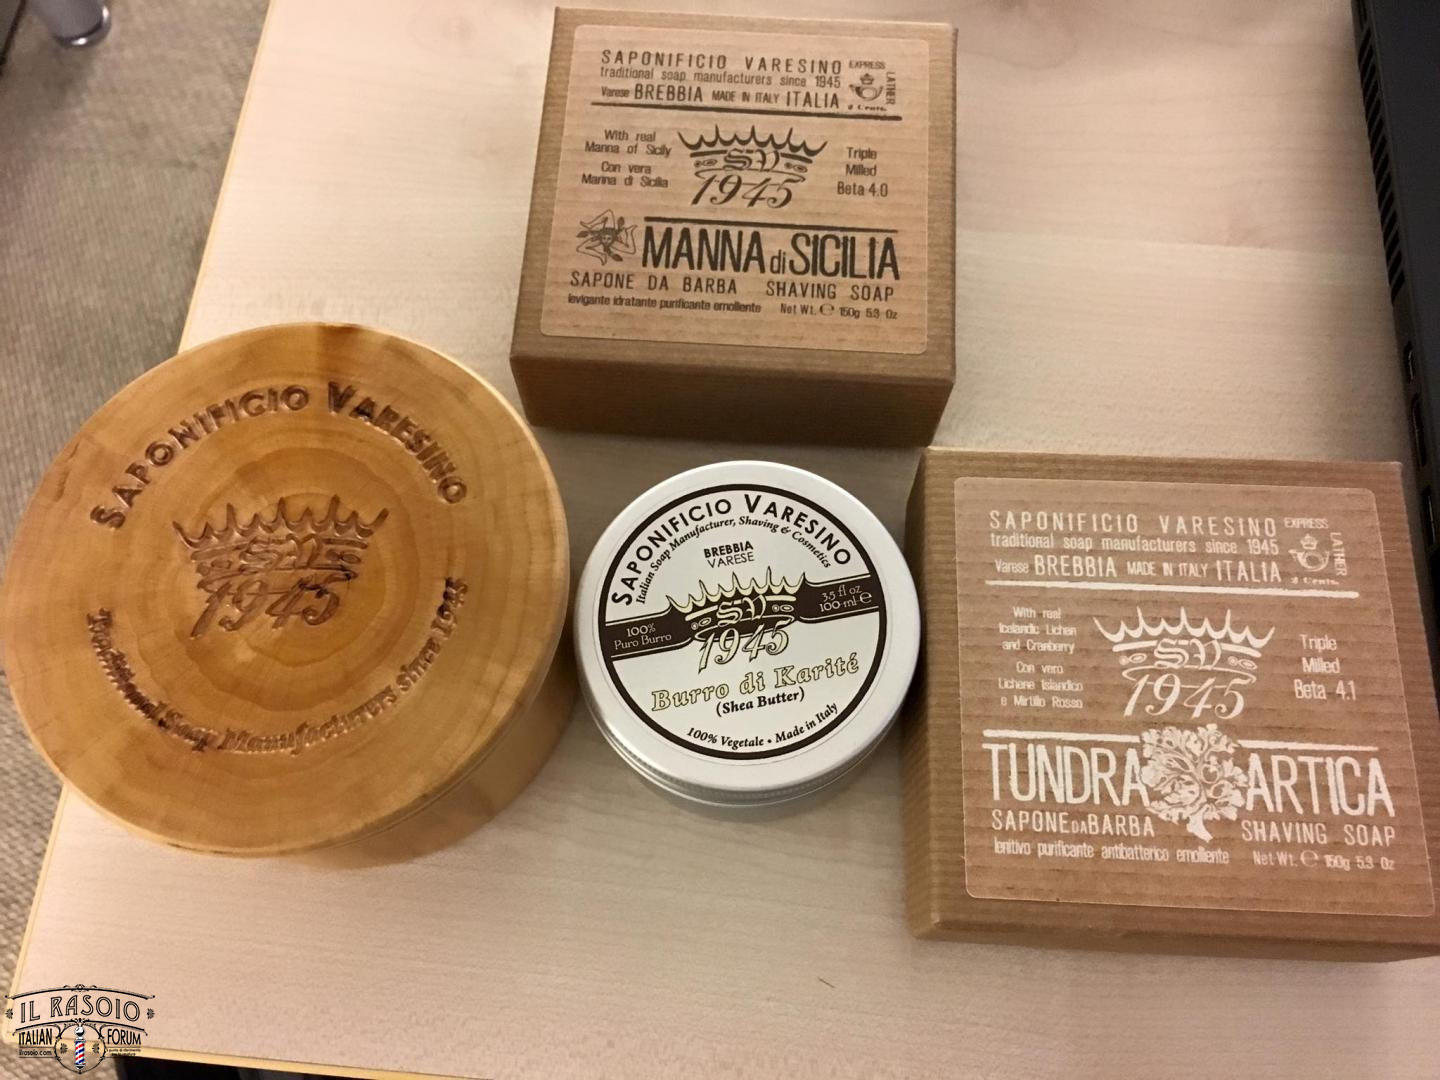 SAPONIFICIO VARESINO
traditional soap manufacturers since 1945
Varese BREBBIA MADE IN ITALY ITALIA
EXPRESS
LATHER
2 Cents.
With real
Manna of Sicily
Con vera
Manna di Sicilia
SV
1945
Triple
Milled
Beta 4.0
MANNA di SICILIA
SAPONE DA BARBA SHAVING SOAP
levigante idratante purificante emolliente Net Wt. ℮ 150g 5.3 Oz
SAPONIFICIO VARESINO
SV
1945
Traditional Soap Manufacturers since 1945
SAPONIFICIO VARESINO
Italian Soap Manufacturer, Shaving & Cosmetics
BREBBIA
VARESE
100%
Puro Burro
SV
1945
3.5 fl oz
100 ml ℮
Burro di Karité
(Shea Butter)
100% Vegetale • Made in Italy
SAPONIFICIO VARESINO
traditional soap manufacturers since 1945
Varese BREBBIA MADE IN ITALY ITALIA
EXPRESS
LATHER
2 Cents.
With real
Icelandic Lichen
and Cranberry
Con vero
Lichene Islandico
e Mirtillo Rosso
SV
1945
Triple
Milled
Beta 4.1
TUNDRA ARTICA
SAPONE DA BARBA SHAVING SOAP
lenitivo purificante antibatterico emolliente Net Wt. ℮ 150g 5.3 Oz
IL RASOIO
ITALIAN FORUM
ilrasoio.com